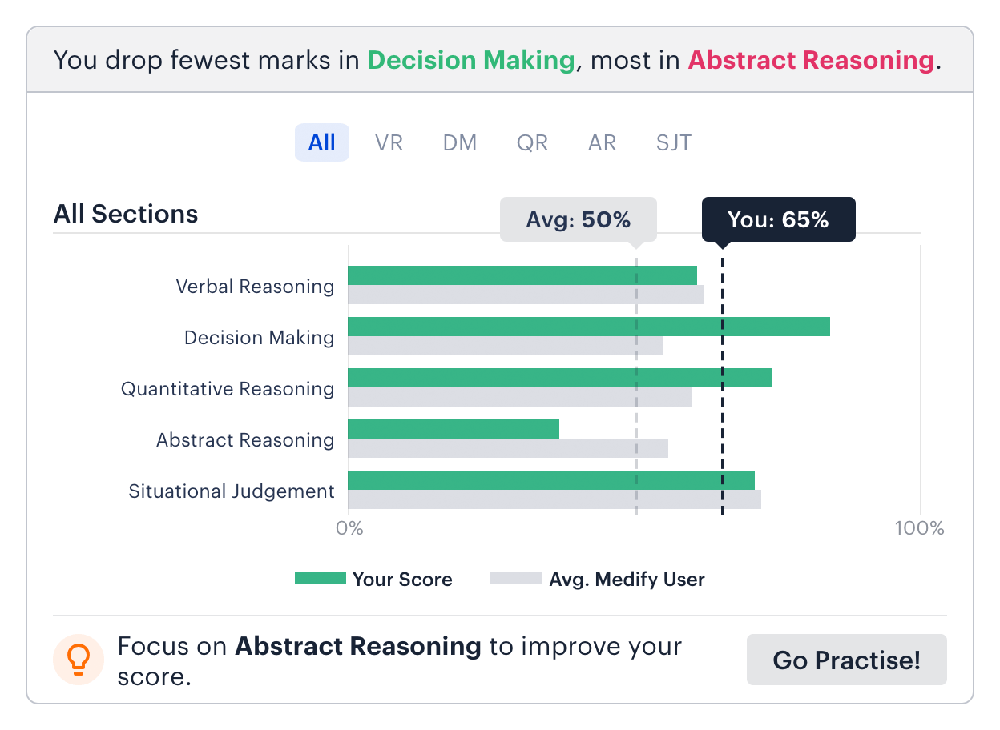 You drop fewest marks in Decision Making, most in Abstract Reasoning.
All VR DM QR AR SJT
All Sections
Avg: 50%
You: 65%
Verbal Reasoning
Decision Making
Quantitative Reasoning
Abstract Reasoning
Situational Judgement
0% 100%
Your Score Avg. Medify User
Focus on Abstract Reasoning to improve your
score.
Go Practise!